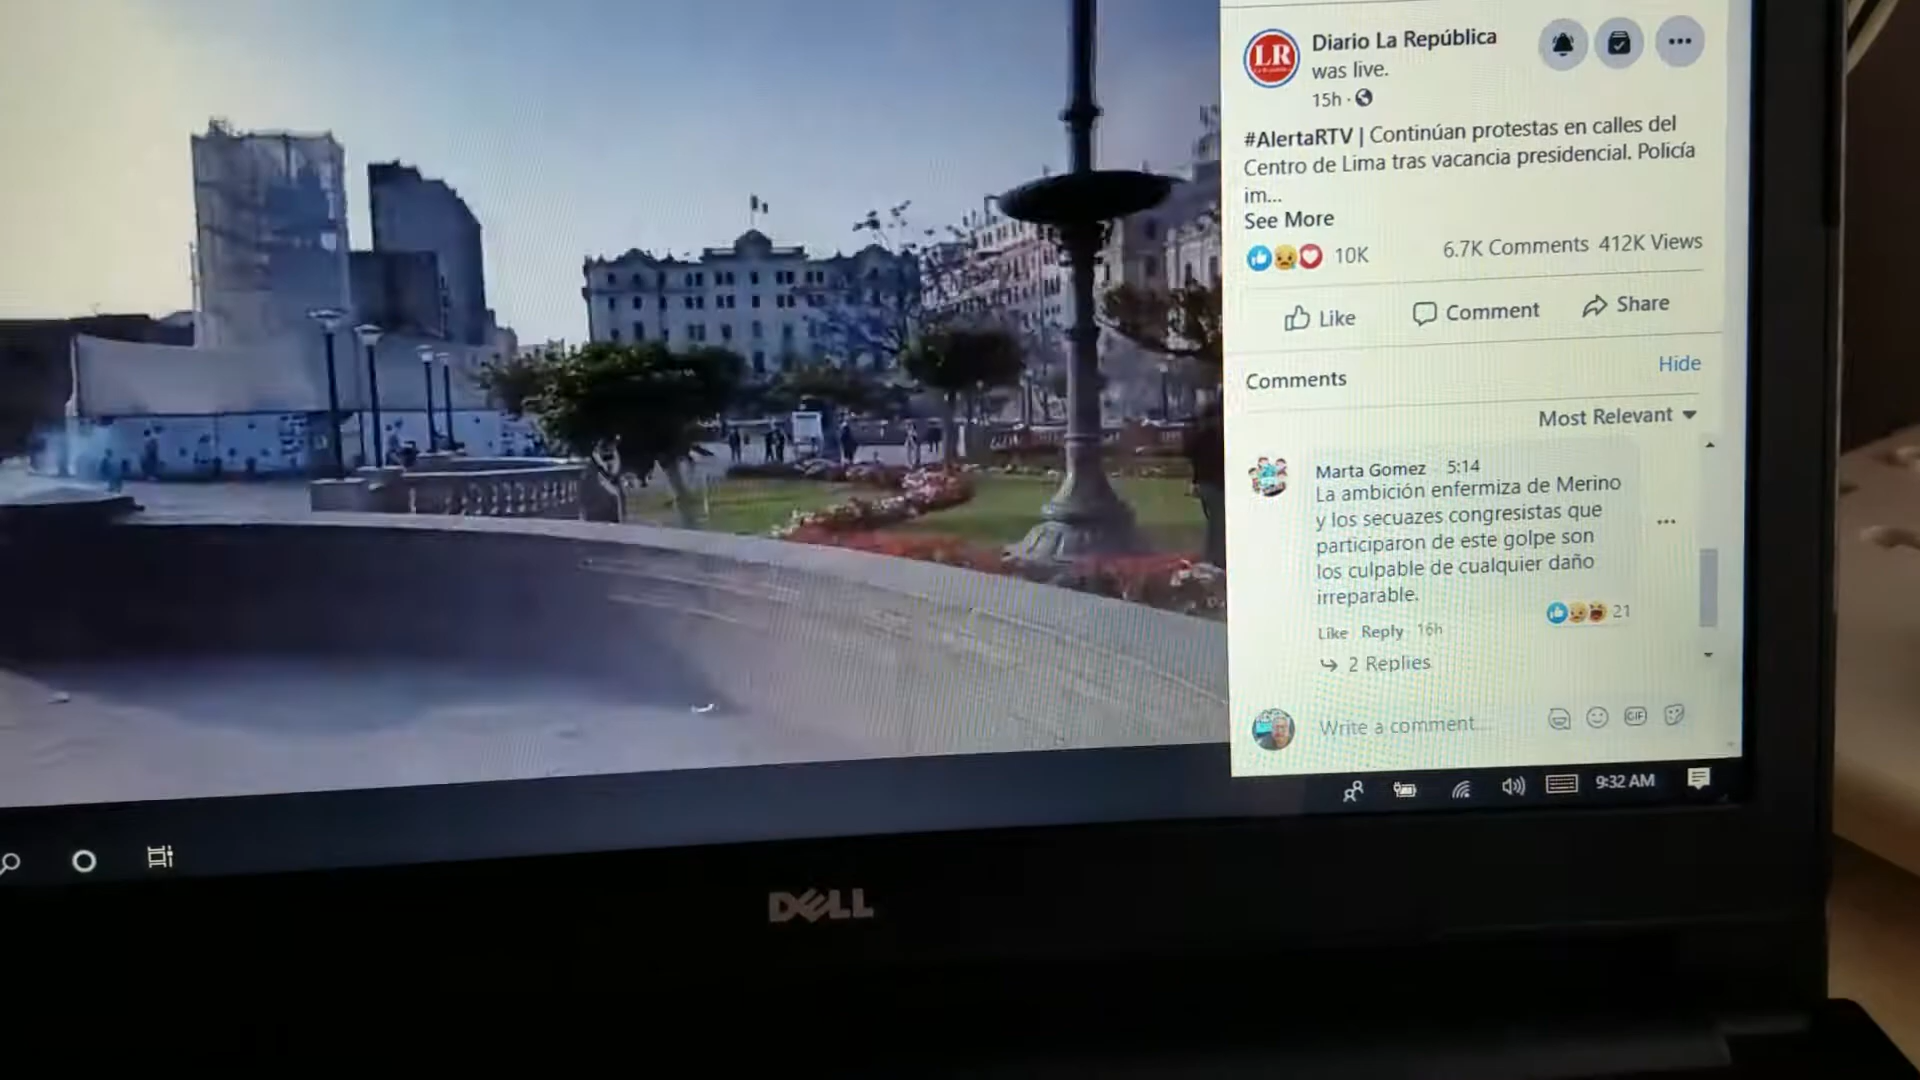 LR
Diario La República
was live.
15h ·
#AlertaRTV | Continúan protestas en calles del
Centro de Lima tras vacancia presidencial. Policía
im...
See More
10K
6.7K Comments 412K Views
Like
Comment
Share
Comments
Hide
Most Relevant
Marta Gomez · 5:14
La ambición enfermiza de Merino
y los secuazes congresistas que
participaron de este golpe son
los culpable de cualquier daño
irreparable.
21
Like Reply 16h
2 Replies
Write a comment...
GIF
9:32 AM
DELL